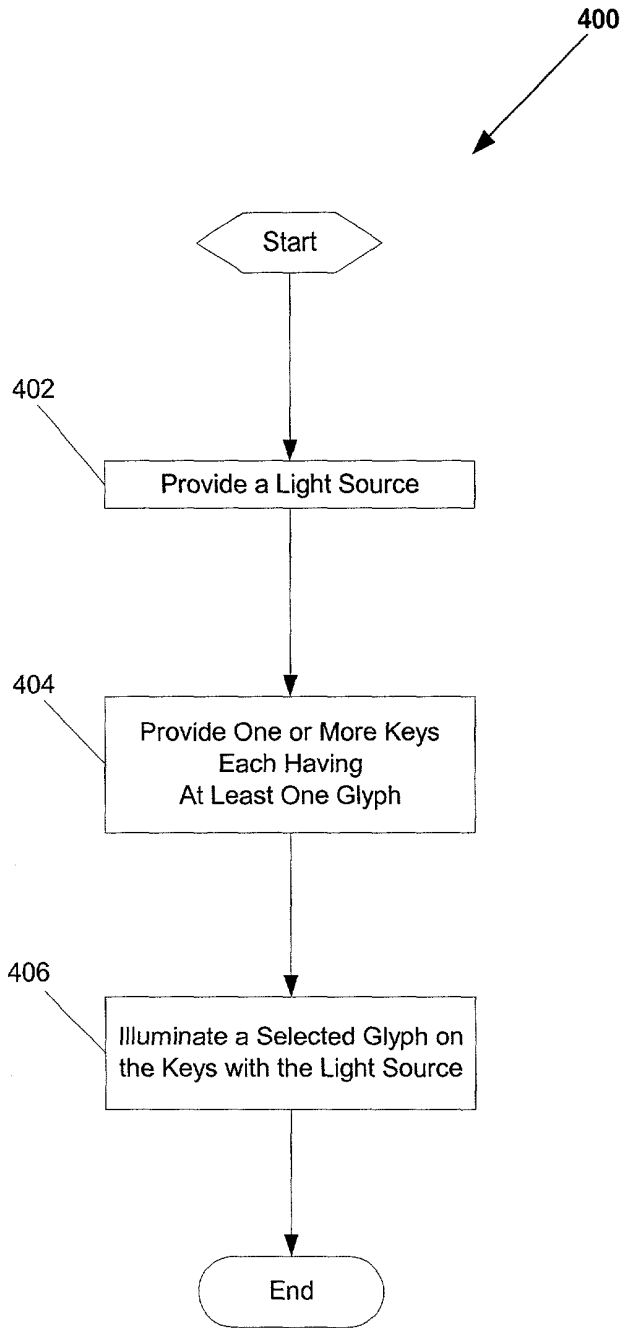 400
Start
402
Provide a Light Source
404
Provide One or More Keys
Each Having
At Least One Glyph
406
Illuminate a Selected Glyph on
the Keys with the Light Source
End